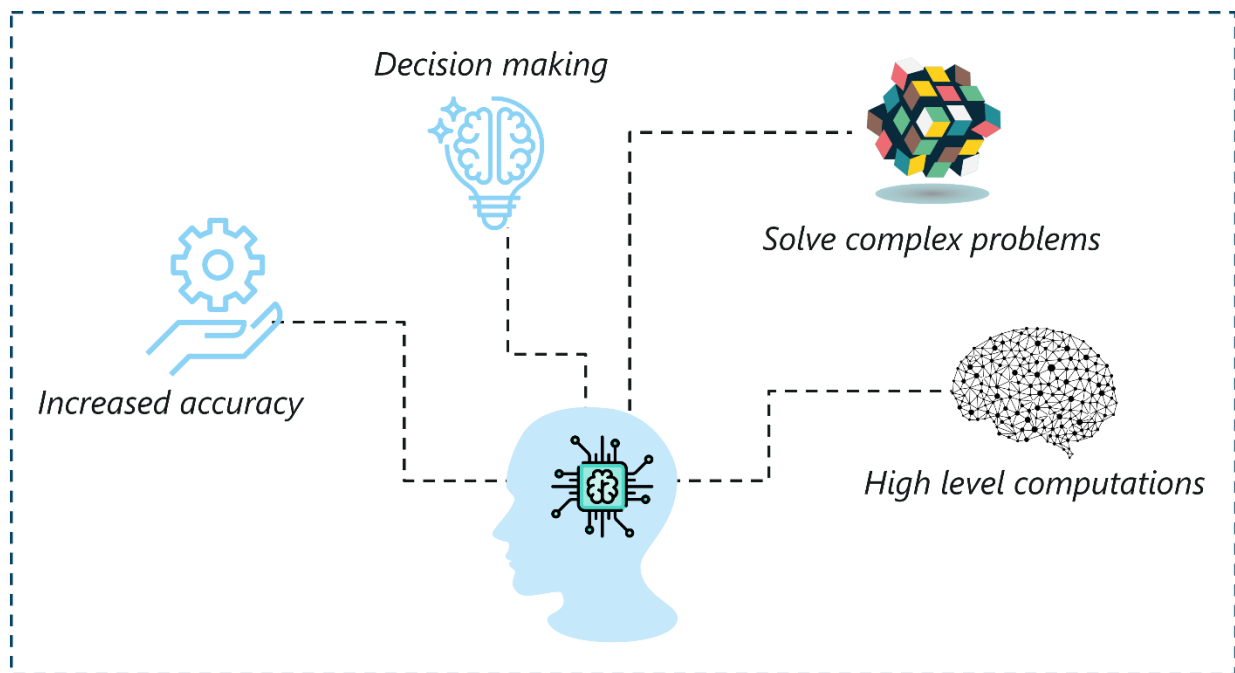 Decision making
Solve complex problems
Increased accuracy
High level computations